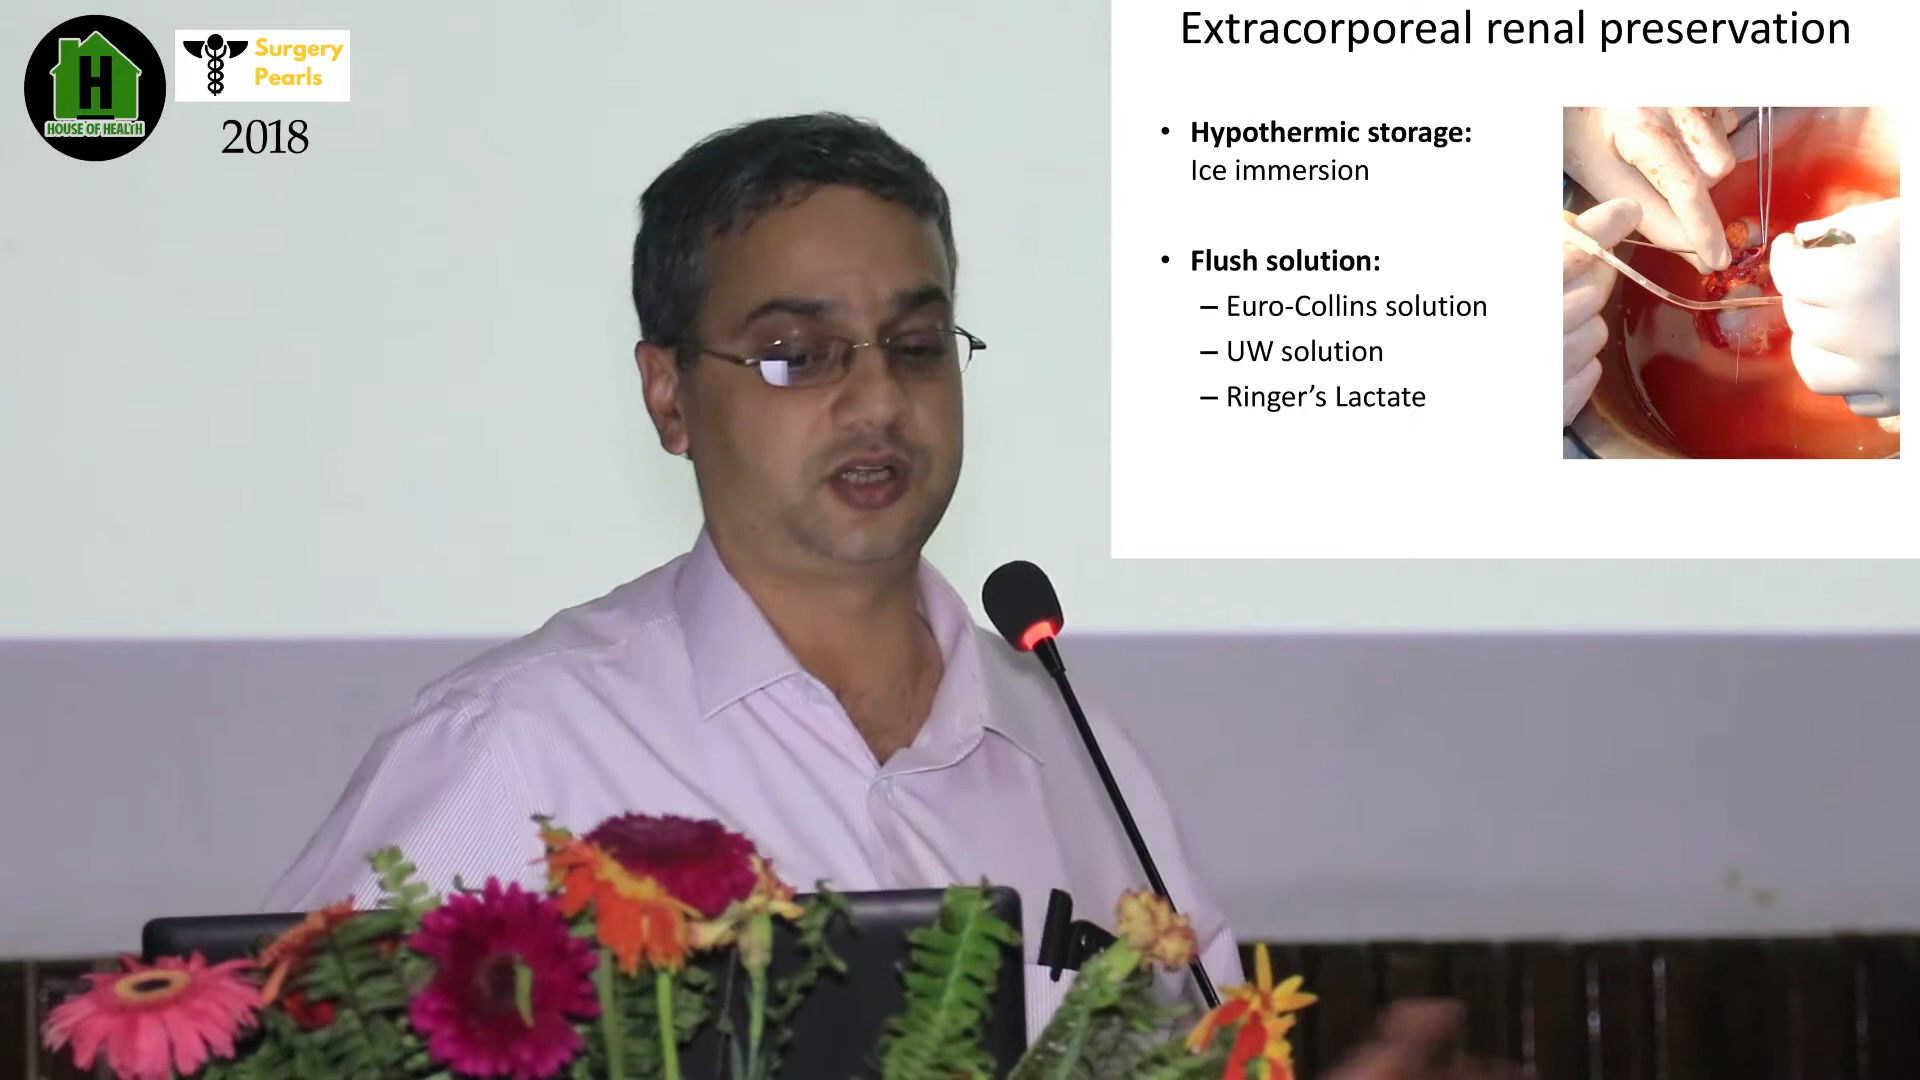 H
HOUSE OF HEALTH
Surgery
Pearls
2018
Extracorporeal renal preservation
• Hypothermic storage:
Ice immersion
• Flush solution:
– Euro-Collins solution
– UW solution
– Ringer’s Lactate